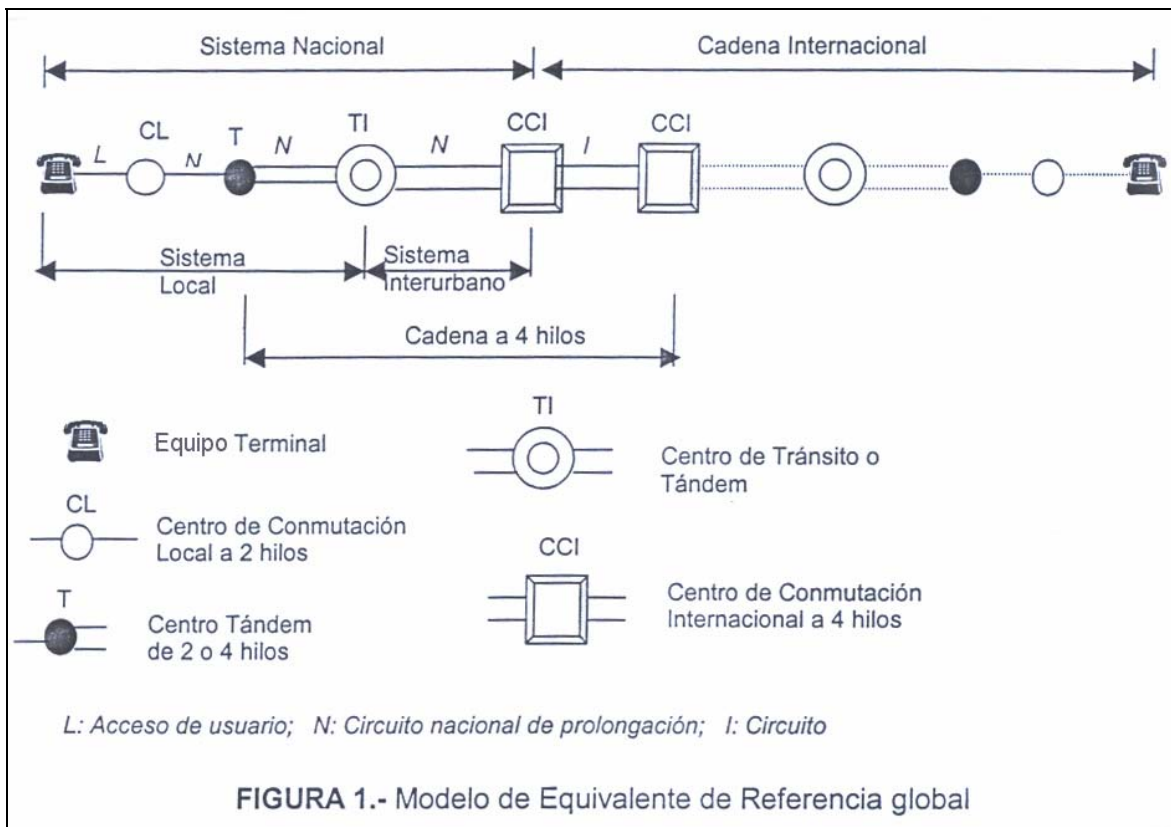 Sistema Nacional
Cadena Internacional
L
CL
N
T
N
TI
N
CCI
I
CCI
Sistema
Local
Sistema
Interurbano
Cadena a 4 hilos
Equipo Terminal
TI
Centro de Tránsito o
Tándem
CL
Centro de Conmutación
Local a 2 hilos
CCI
Centro de Conmutación
Internacional a 4 hilos
T
Centro Tándem
de 2 o 4 hilos
L: Acceso de usuario; N: Circuito nacional de prolongación; I: Circuito
FIGURA 1.- Modelo de Equivalente de Referencia global